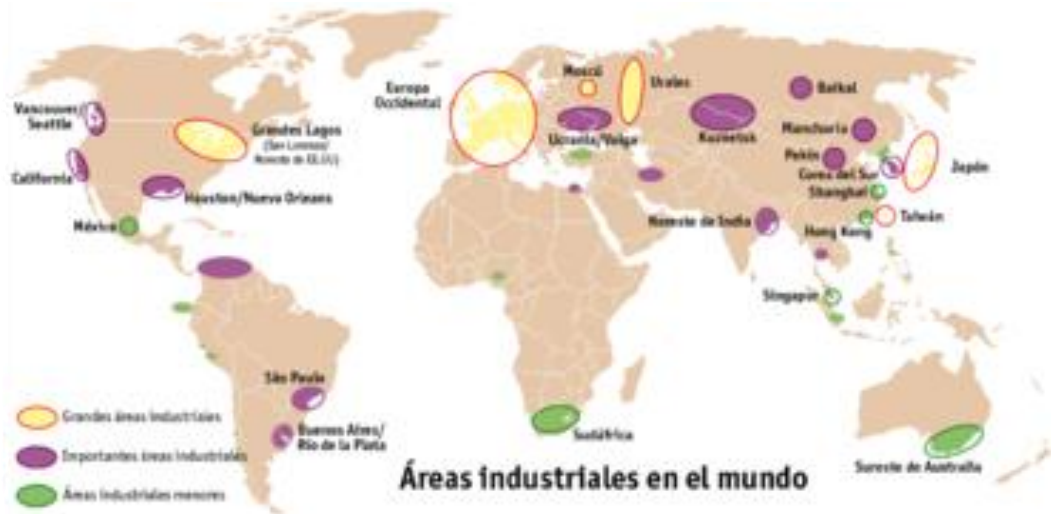 Vancouver/
Seattle
California
México
Grandes Lagos
(San Lorenzo/
Noreste de EE.UU)
Houston/Nueva Orleans
São Paulo
Buenos Aires/
Río de la Plata
Europa
Occidental
Moscú
Urales
Ucrania/Volga
Kuznetsk
Baikal
Manchuria
Pekín
Corea del Sur
Shanghai
Japón
Taiwán
Hong Kong
Noreste de India
Singapur
Sudáfrica
Sureste de Australia
Grandes áreas industriales
Importantes áreas industriales
Áreas industriales menores
Áreas industriales en el mundo